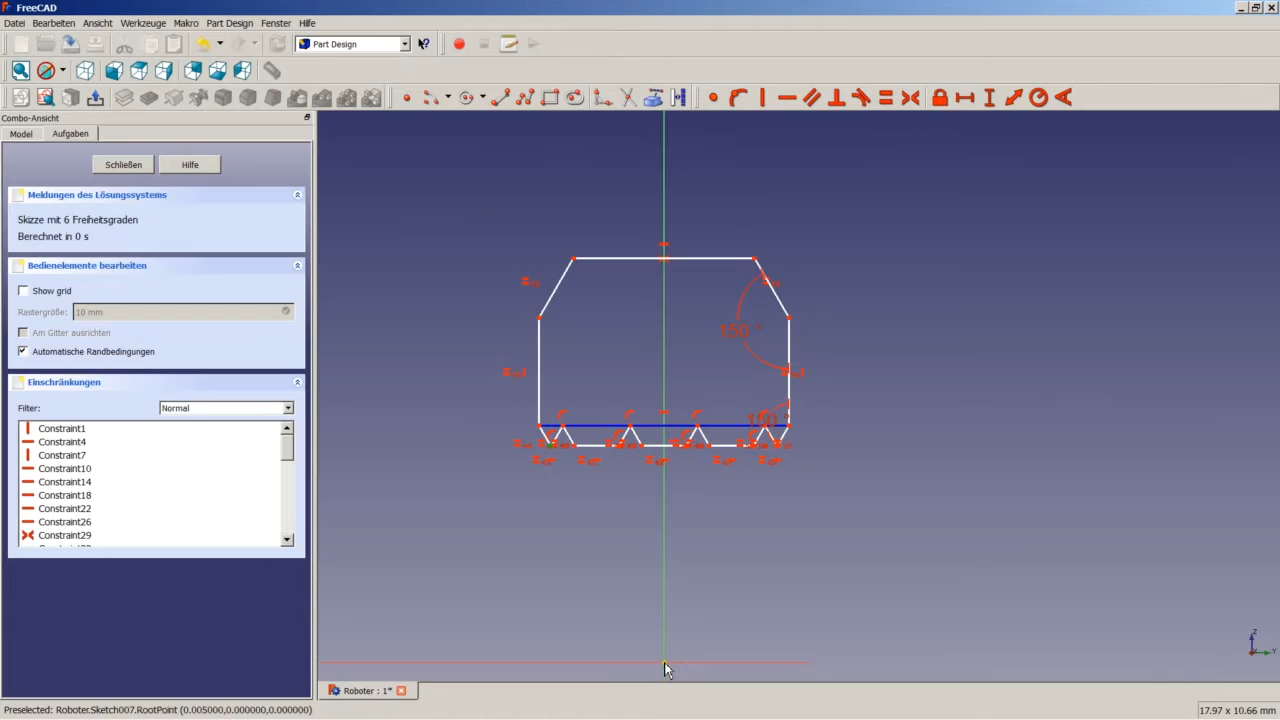 FreeCAD
Datei Bearbeiten Ansicht Werkzeuge Makro Part Design Fenster Hilfe
Part Design
Combo-Ansicht
Model Aufgaben
Schließen Hilfe
Meldungen des Lösungssystems
Skizze mit 6 Freiheitsgraden
Berechnet in 0 s
Bedienelemente bearbeiten
Show grid
Rastergröße: 10 mm
Am Gitter ausrichten
Automatische Randbedingungen
Einschränkungen
Filter: Normal
Constraint1
Constraint4
Constraint7
Constraint10
Constraint14
Constraint18
Constraint22
Constraint26
Constraint29
150 °
150 °
Z
Y
Roboter : 1*
Preselected: Roboter.Sketch007.RootPoint (0.005000,0.000000,0.000000)
17.97 x 10.66 mm